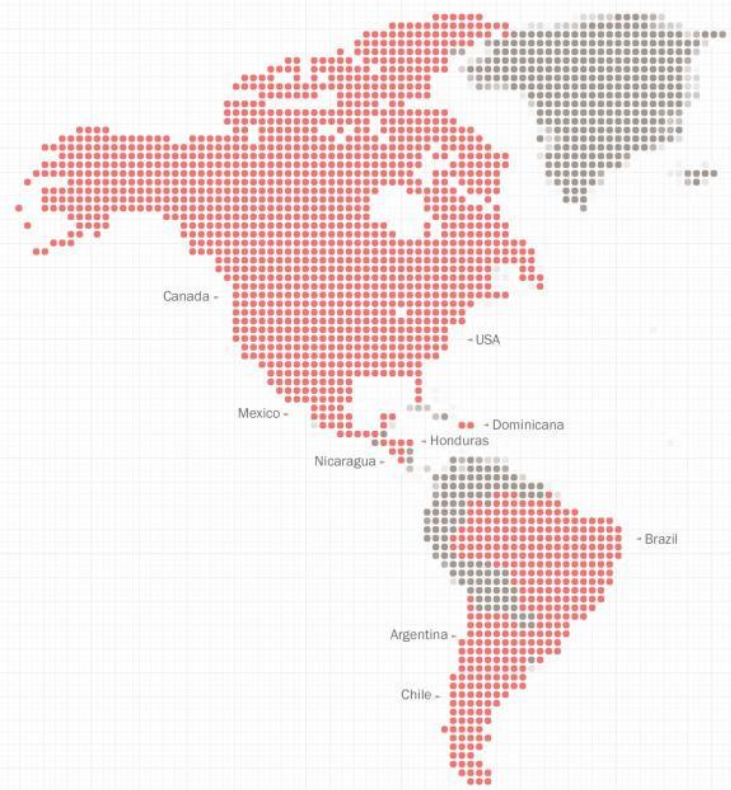 Canada
USA
Mexico
Dominicana
Honduras
Nicaragua
Brazil
Argentina
Chile